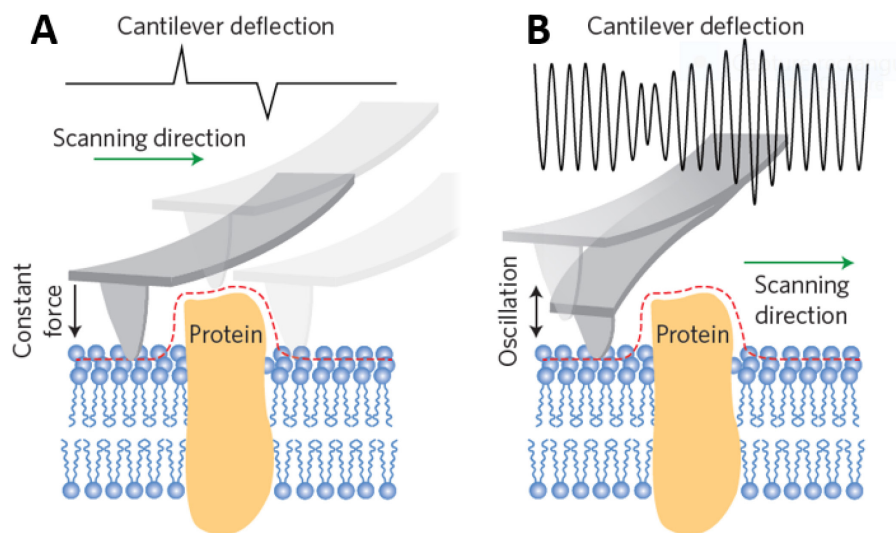 A
Cantilever deflection
Scanning direction
Constant
force
Protein
B
Cantilever deflection
Oscillation
Scanning
direction
Protein